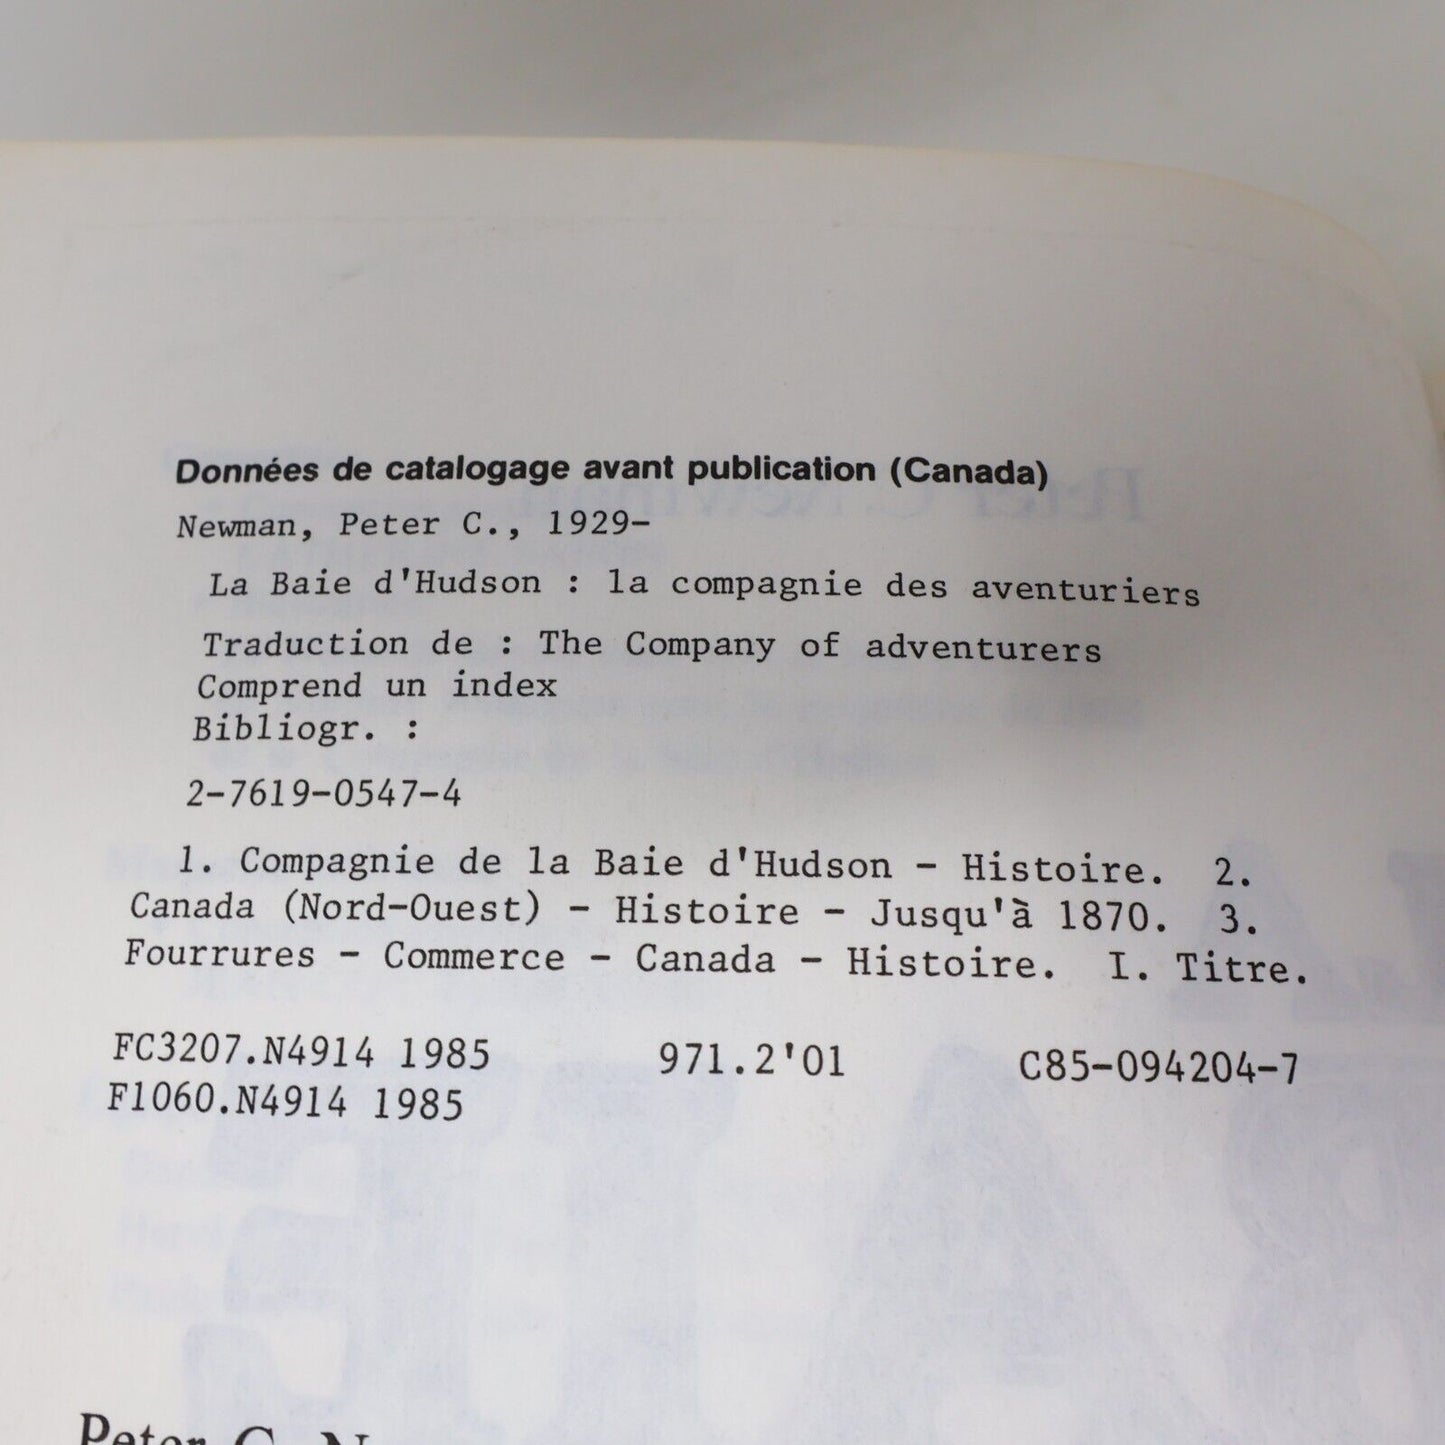 Données de catalogage avant publication (Canada)
Newman, Peter C., 1929-
La Baie d'Hudson : la compagnie des aventuriers
Traduction de : The Company of adventurers
Comprend un index
Bibliogr. :
2-7619-0547-4
1. Compagnie de la Baie d'Hudson - Histoire. 2.
Canada (Nord-Ouest) - Histoire - Jusqu'à 1870. 3.
Fourrures - Commerce - Canada - Histoire. I. Titre.
FC3207.N4914 1985 971.2'01 C85-094204-7
F1060.N4914 1985
Peter C. N